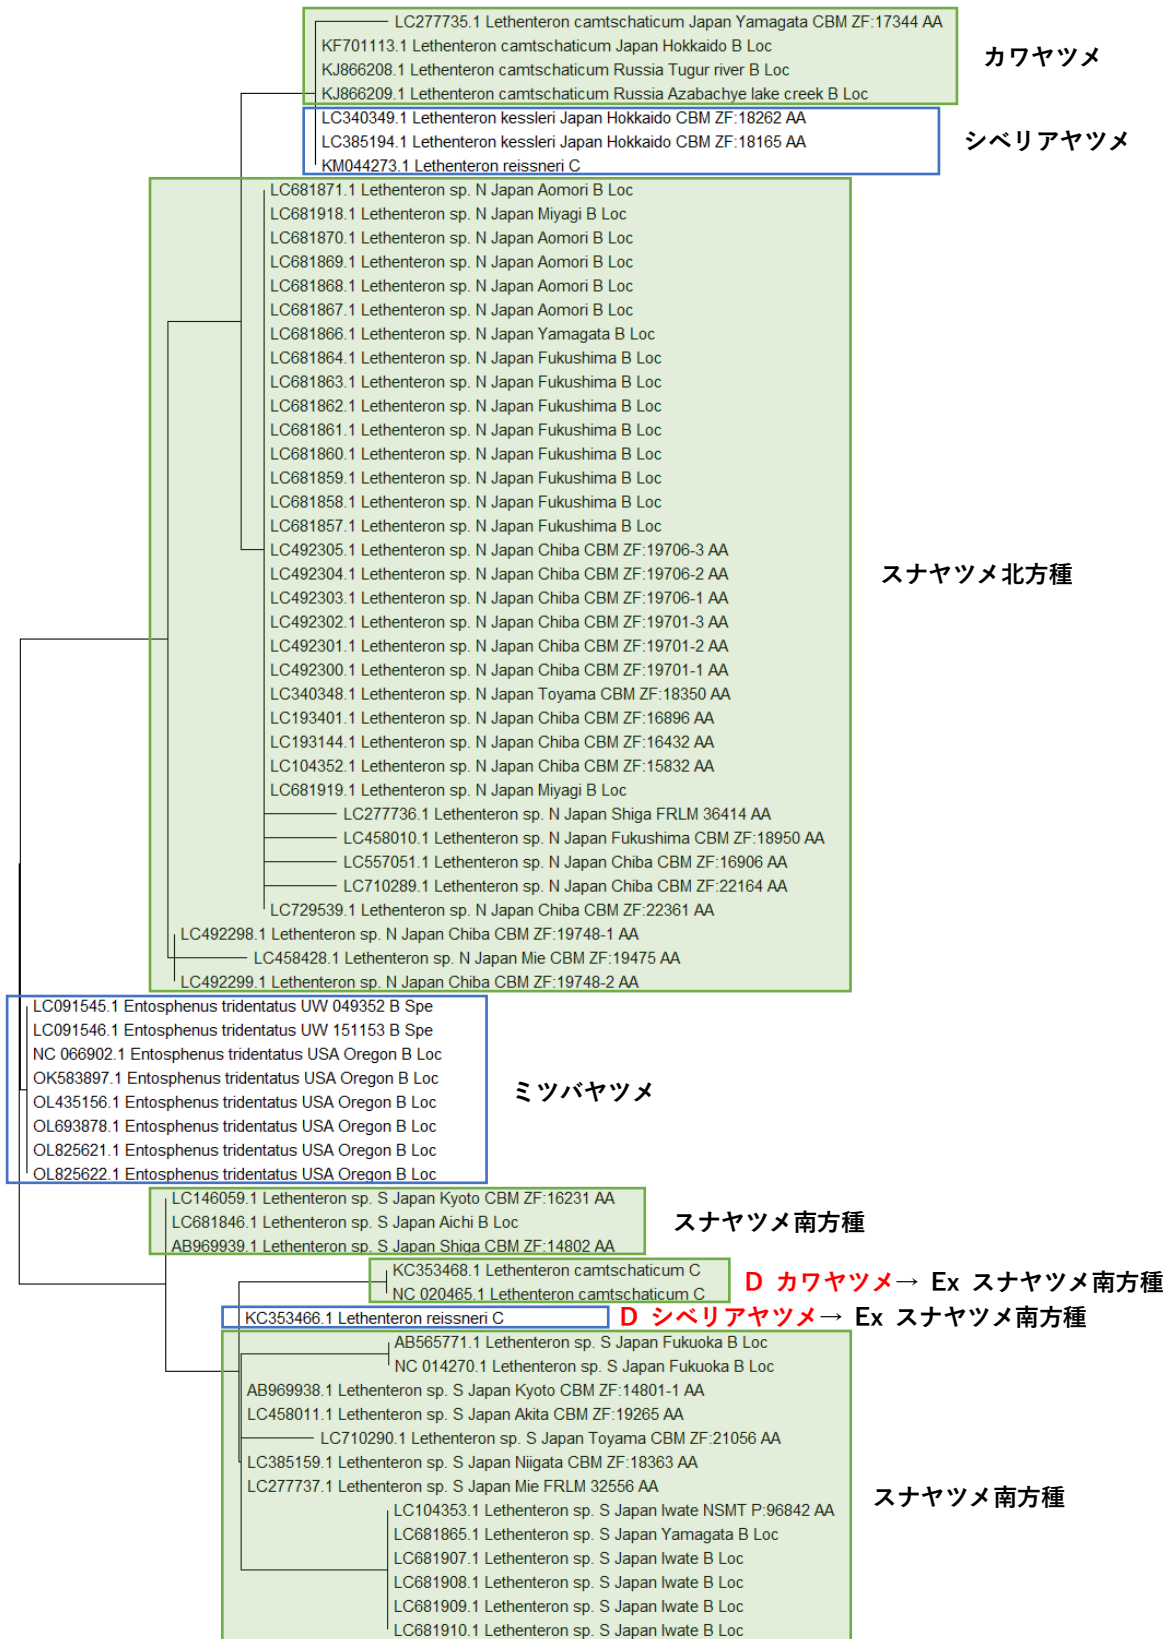 LC277735.1 Lethenteron camtschaticum Japan Yamagata CBM ZF:17344 AA
KF701113.1 Lethenteron camtschaticum Japan Hokkaido B Loc
カワヤツメ
KJ866208.1 Lethenteron camtschaticum Russia Tugur river B Loc
KJ866209.1 Lethenteron camtschaticum Russia Azabachye lake creek B Loc
LC340349.1 Lethenteron kessleri Japan Hokkaido CBM ZF:18262 AA
LC385194.1 Lethenteron kessleri Japan Hokkaido CBM ZF:18165 AA
シベリアヤツメ
KM044273.1 Lethenteron reissneri C
LC681871.1 Lethenteron sp. N Japan Aomori B Loc
LC681918.1 Lethenteron sp. N Japan Miyagi B Loc
LC681870.1 Lethenteron sp. N Japan Aomori B Loc
LC681869.1 Lethenteron sp. N Japan Aomori B Loc
LC681868.1 Lethenteron sp. N Japan Aomori B Loc
LC681867.1 Lethenteron sp. N Japan Aomori B Loc
LC681866.1 Lethenteron sp. N Japan Yamagata B Loc
LC681864.1 Lethenteron sp. N Japan Fukushima B Loc
LC681863.1 Lethenteron sp. N Japan Fukushima B Loc
LC681862.1 Lethenteron sp. N Japan Fukushima B Loc
LC681861.1 Lethenteron sp. N Japan Fukushima B Loc
LC681860.1 Lethenteron sp. N Japan Fukushima B Loc
LC681859.1 Lethenteron sp. N Japan Fukushima B Loc
LC681858.1 Lethenteron sp. N Japan Fukushima B Loc
LC681857.1 Lethenteron sp. N Japan Fukushima B Loc
LC492305.1 Lethenteron sp. N Japan Chiba CBM ZF:19706-3 AA
LC492304.1 Lethenteron sp. N Japan Chiba CBM ZF:19706-2 AA
スナヤツメ北方種
LC492303.1 Lethenteron sp. N Japan Chiba CBM ZF:19706-1 AA
LC492302.1 Lethenteron sp. N Japan Chiba CBM ZF:19701-3 AA
LC492301.1 Lethenteron sp. N Japan Chiba CBM ZF:19701-2 AA
LC492300.1 Lethenteron sp. N Japan Chiba CBM ZF:19701-1 AA
LC340348.1 Lethenteron sp. N Japan Toyama CBM ZF:18350 AA
LC193401.1 Lethenteron sp. N Japan Chiba CBM ZF:16896 AA
LC193144.1 Lethenteron sp. N Japan Chiba CBM ZF:16432 AA
LC104352.1 Lethenteron sp. N Japan Chiba CBM ZF:15832 AA
LC681919.1 Lethenteron sp. N Japan Miyagi B Loc
LC277736.1 Lethenteron sp. N Japan Shiga FRLM 36414 AA
LC458010.1 Lethenteron sp. N Japan Fukushima CBM ZF:18950 AA
LC557051.1 Lethenteron sp. N Japan Chiba CBM ZF:16906 AA
LC710289.1 Lethenteron sp. N Japan Chiba CBM ZF:22164 AA
LC729539.1 Lethenteron sp. N Japan Chiba CBM ZF:22361 AA
LC492298.1 Lethenteron sp. N Japan Chiba CBM ZF:19748-1 AA
LC458428.1 Lethenteron sp. N Japan Mie CBM ZF:19475 AA
LC492299.1 Lethenteron sp. N Japan Chiba CBM ZF:19748-2 AA
LC091545.1 Entosphenus tridentatus UW 049352 B Spe
LC091546.1 Entosphenus tridentatus UW 151153 B Spe
NC 066902.1 Entosphenus tridentatus USA Oregon B Loc
OK583897.1 Entosphenus tridentatus USA Oregon B Loc
ミツバヤツメ
OL435156.1 Entosphenus tridentatus USA Oregon B Loc
OL693878.1 Entosphenus tridentatus USA Oregon B Loc
OL825621.1 Entosphenus tridentatus USA Oregon B Loc
OL825622.1 Entosphenus tridentatus USA Oregon B Loc
LC146059.1 Lethenteron sp. S Japan Kyoto CBM ZF:16231 AA
LC681846.1 Lethenteron sp. S Japan Aichi B Loc
スナヤツメ南方種
AB969939.1 Lethenteron sp. S Japan Shiga CBM ZF:14802 AA
KC353468.1 Lethenteron camtschaticum C
D カワヤツメ→ Ex スナヤツメ南方種
NC 020465.1 Lethenteron camtschaticum C
KC353466.1 Lethenteron reissneri C
D シベリアヤツメ→ Ex スナヤツメ南方種
AB565771.1 Lethenteron sp. S Japan Fukuoka B Loc
NC 014270.1 Lethenteron sp. S Japan Fukuoka B Loc
AB969938.1 Lethenteron sp. S Japan Kyoto CBM ZF:14801-1 AA
LC458011.1 Lethenteron sp. S Japan Akita CBM ZF:19265 AA
LC710290.1 Lethenteron sp. S Japan Toyama CBM ZF:21056 AA
LC385159.1 Lethenteron sp. S Japan Niigata CBM ZF:18363 AA
LC277737.1 Lethenteron sp. S Japan Mie FRLM 32556 AA
スナヤツメ南方種
LC104353.1 Lethenteron sp. S Japan Iwate NSMT P:96842 AA
LC681865.1 Lethenteron sp. S Japan Yamagata B Loc
LC681907.1 Lethenteron sp. S Japan Iwate B Loc
LC681908.1 Lethenteron sp. S Japan Iwate B Loc
LC681909.1 Lethenteron sp. S Japan Iwate B Loc
LC681910.1 Lethenteron sp. S Japan Iwate B Loc